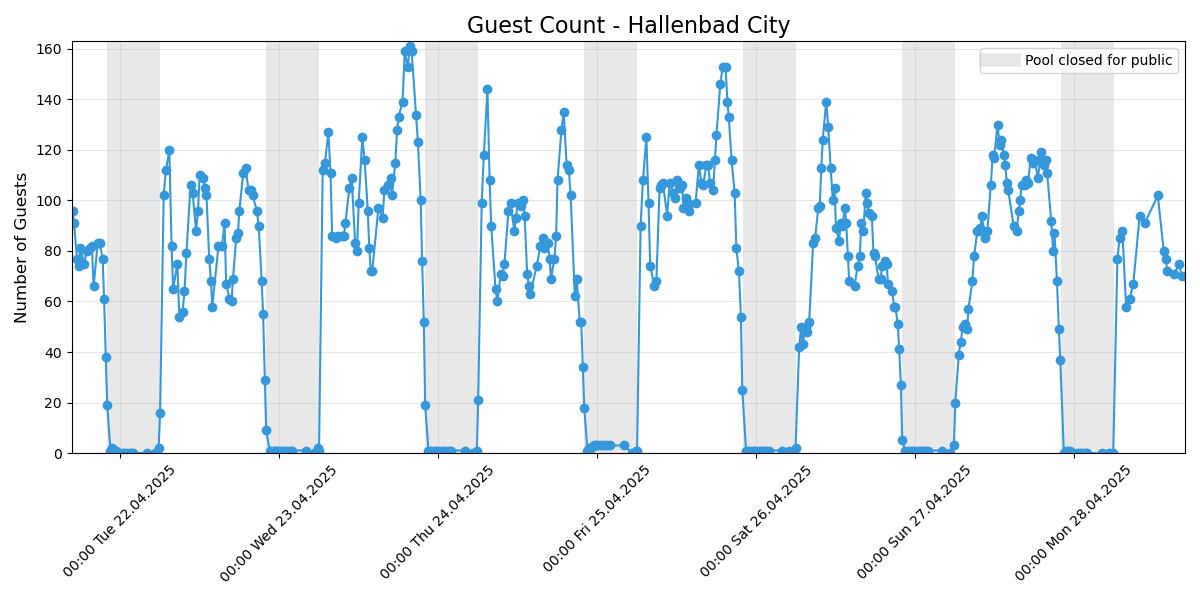 Guest Count - Hallenbad City
Pool closed for public
Number of Guests
160
140
120
100
80
60
40
20
0
00:00 Tue 22.04.2025
00:00 Wed 23.04.2025
00:00 Thu 24.04.2025
00:00 Fri 25.04.2025
00:00 Sat 26.04.2025
00:00 Sun 27.04.2025
00:00 Mon 28.04.2025